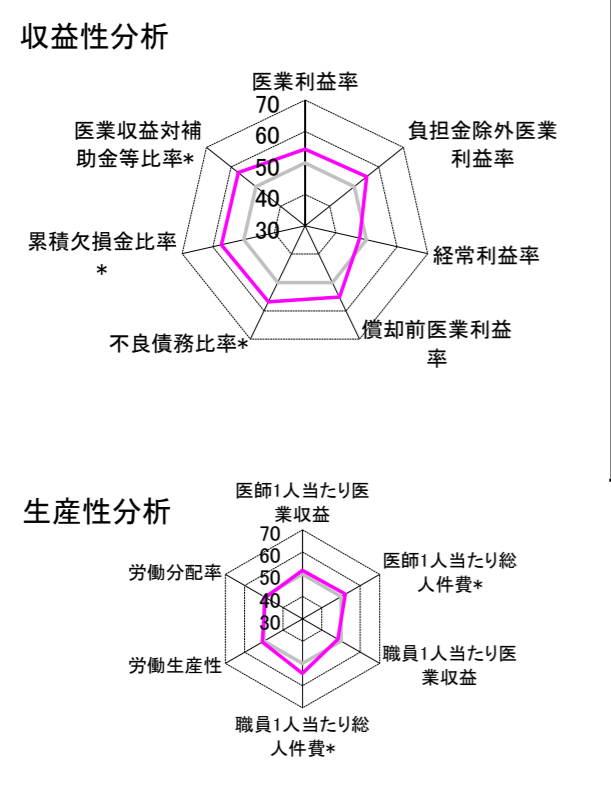 収益性分析
医業利益率
70
60
50
40
30
負担金除外医業
利益率
経常利益率
償却前医業利益
率
不良債務比率*
累積欠損金比率
*
医業収益対補
助金等比率*
生産性分析
医師1人当たり医
業収益
70
60
50
40
30
医師1人当たり総
人件費*
職員1人当たり医
業収益
職員1人当たり総
人件費*
労働生産性
労働分配率